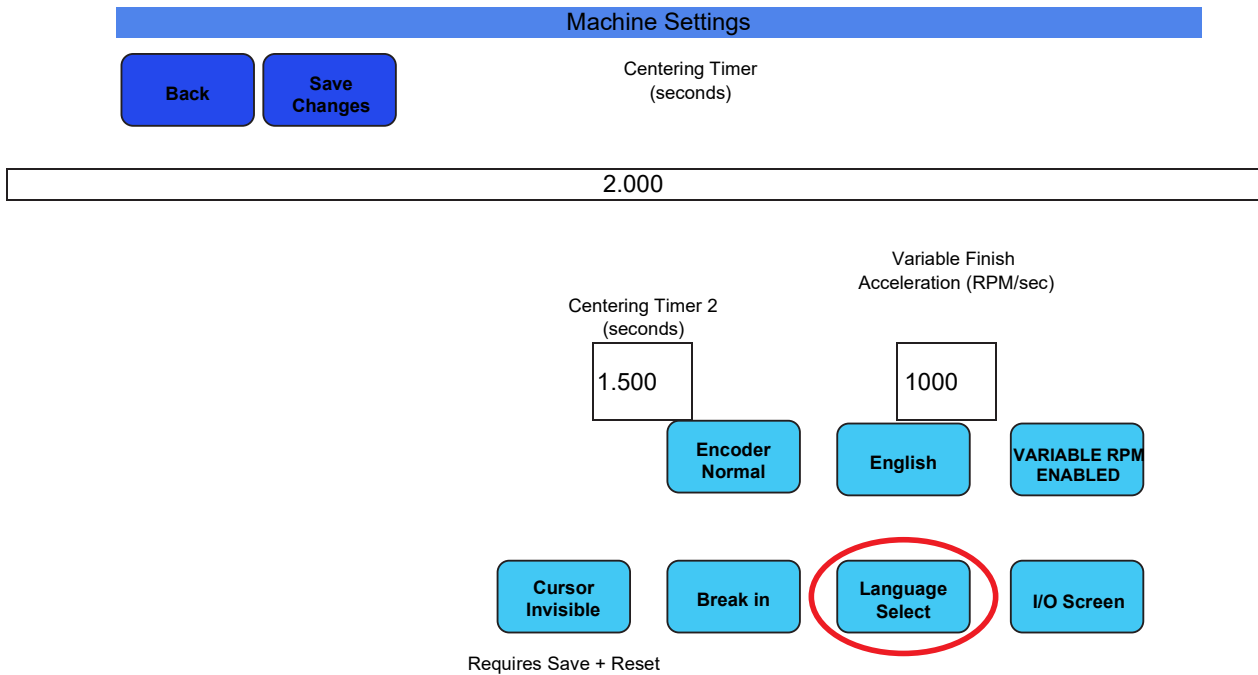 Machine Settings
Back
Save
Changes
Centering Timer
(seconds)
2.000
Variable Finish
Acceleration (RPM/sec)
Centering Timer 2
(seconds)
1.500
1000
Encoder
Normal
English
VARIABLE RPM
ENABLED
Cursor
Invisible
Break in
Language
Select
I/O Screen
Requires Save + Reset